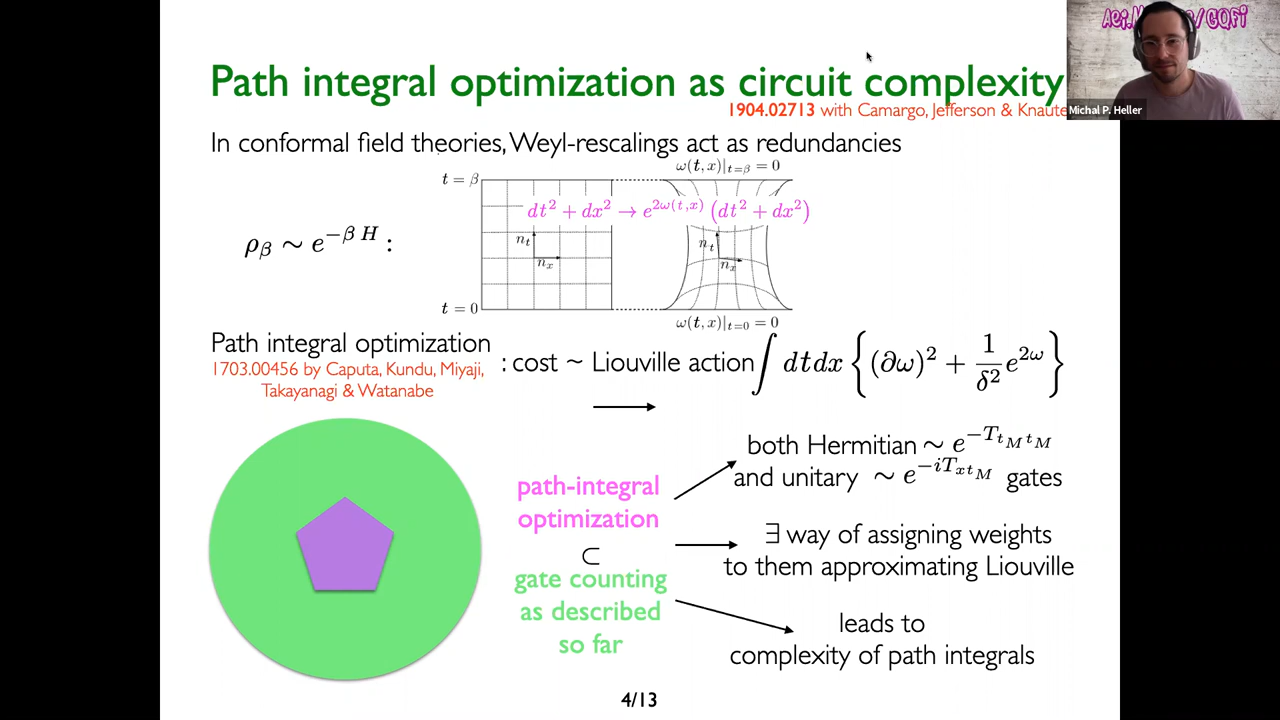 Path integral optimization as circuit complexity
1904.02713 with Camargo, Jefferson & Knaute
Michal P. Heller
In conformal field theories, Weyl-rescalings act as redundancies
t = β
ω(t,x)|_{t=β} = 0
dt² + dx² → e^{2ω(t,x)} (dt² + dx²)
ρ_β ∼ e^{−β H} :
n_t
n_x
n_t
n_x
t = 0
ω(t,x)|_{t=0} = 0
Path integral optimization
1703.00456 by Caputa, Kundu, Miyaji,
Takayanagi & Watanabe
: cost ~ Liouville action ∫ dtdx { (∂ω)² + 1/δ² e^{2ω} }
both Hermitian ∼ e^{−T_{t_M t_M}}
and unitary ∼ e^{−iT_{x t_M}} gates
path-integral
optimization
⊂
gate counting
as described
so far
∃ way of assigning weights
to them approximating Liouville
leads to
complexity of path integrals
4/13